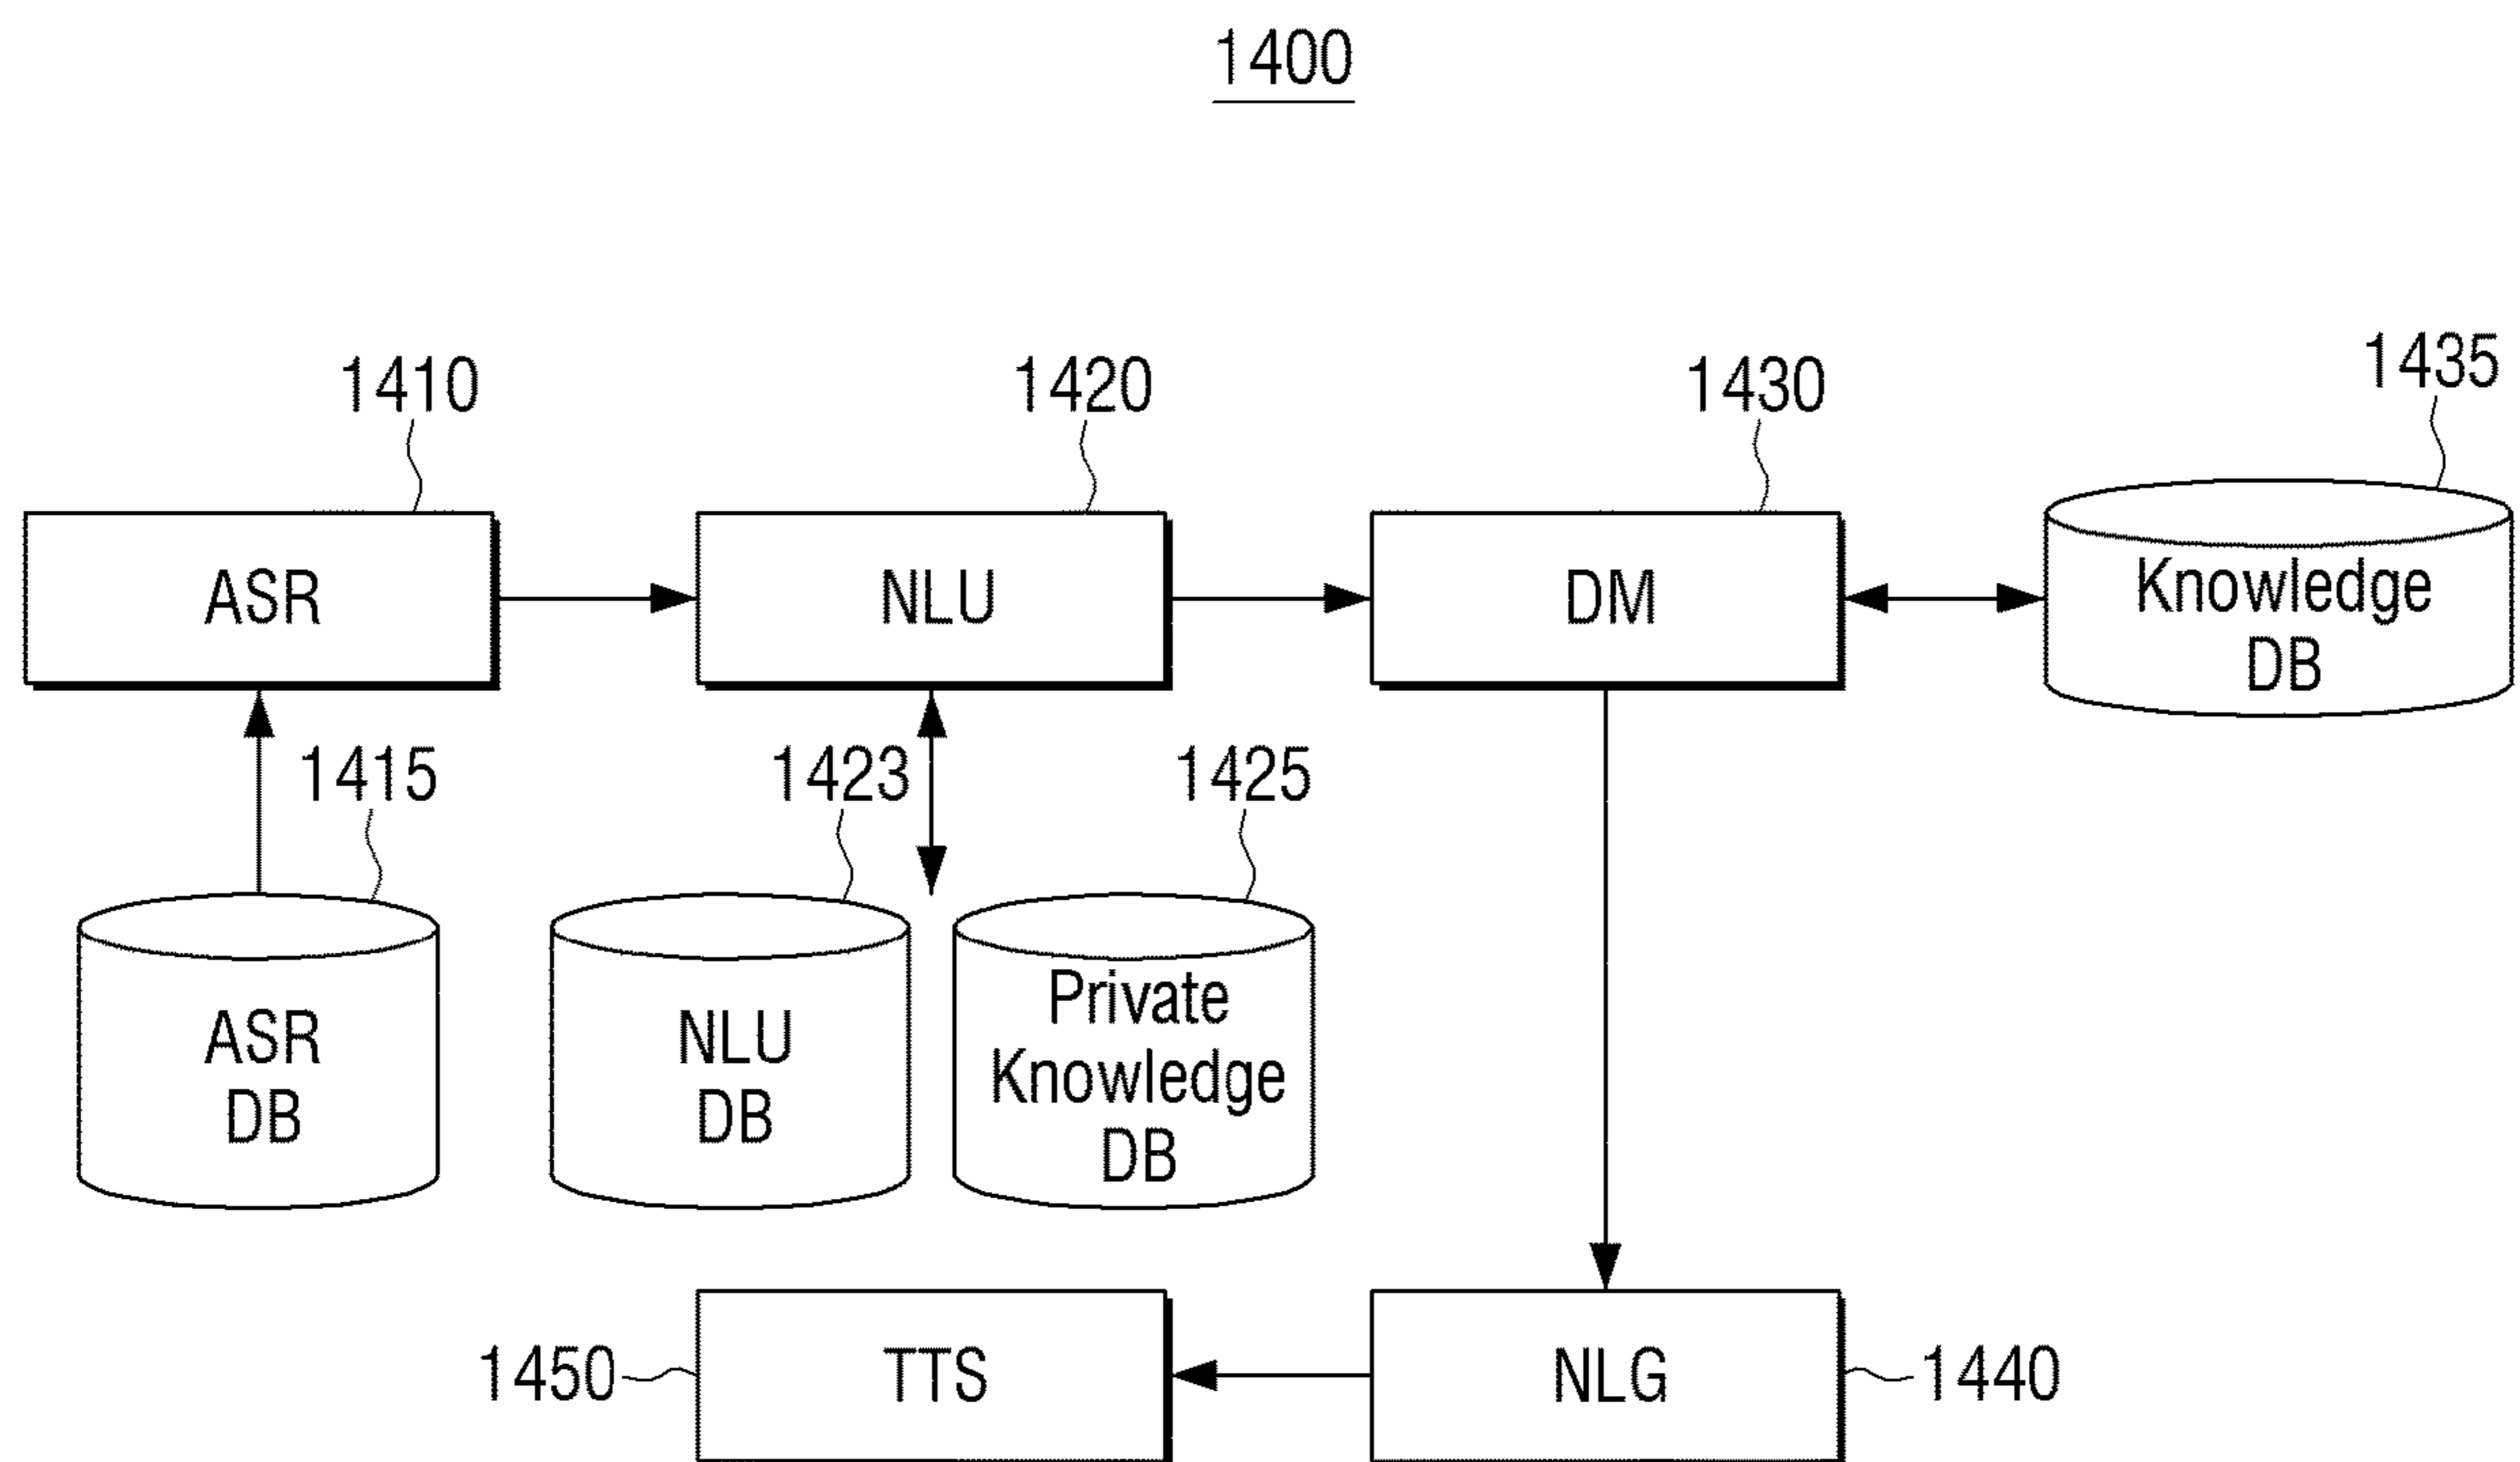 1400
1410
1420
1430
1435
ASR
NLU
DM
Knowledge
DB
1415
1423
1425
ASR
DB
NLU
DB
Private
Knowledge
DB
1450
TTS
NLG
1440